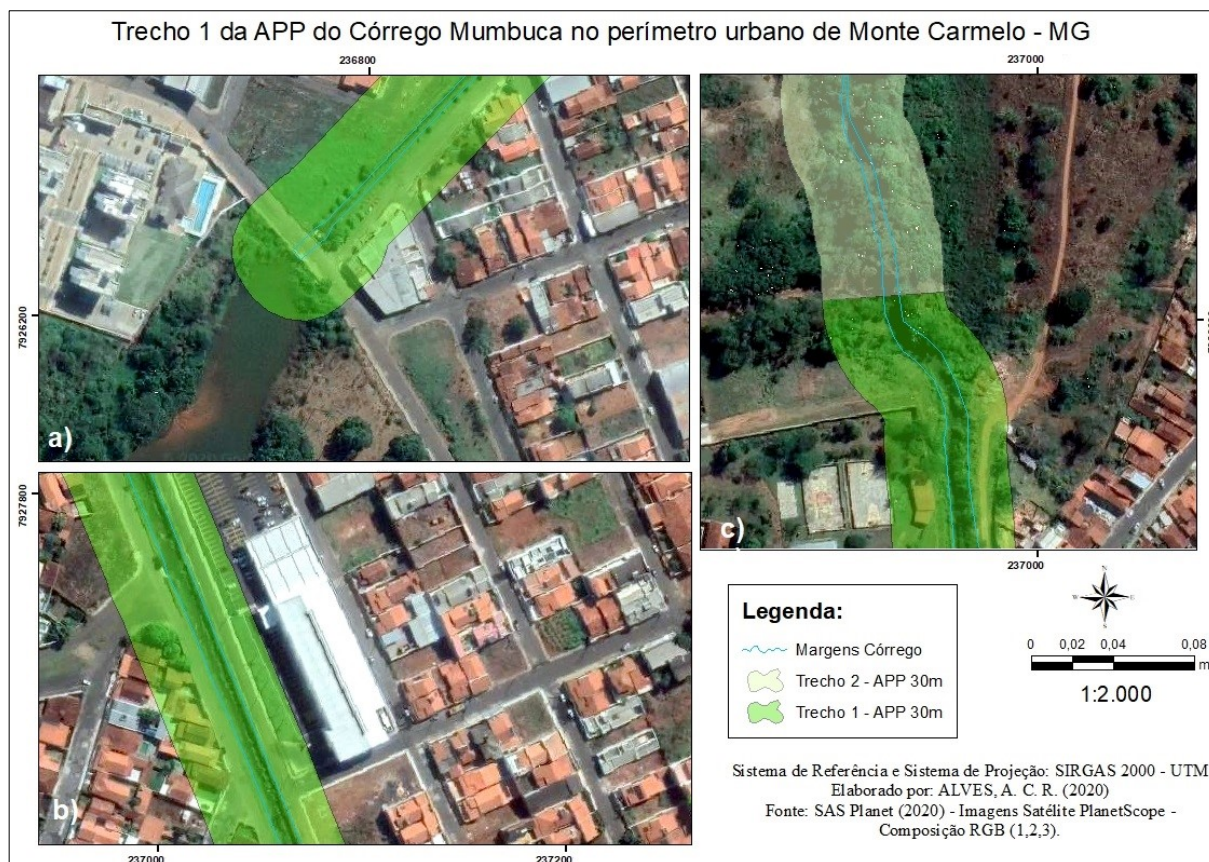 Trecho 1 da APP do Córrego Mumbuca no perímetro urbano de Monte Carmelo - MG
236800
237000
7926200
a)
7927800
c)
b)
237000
237200
237000
Legenda:
Margens Córrego
Trecho 2 - APP 30m
Trecho 1 - APP 30m
N
W
E
S
0 0,02 0,04 0,08
m
1:2.000
Sistema de Referência e Sistema de Projeção: SIRGAS 2000 - UTM
Elaborado por: ALVES, A. C. R. (2020)
Fonte: SAS Planet (2020) - Imagens Satélite PlanetScope -
Composição RGB (1,2,3).